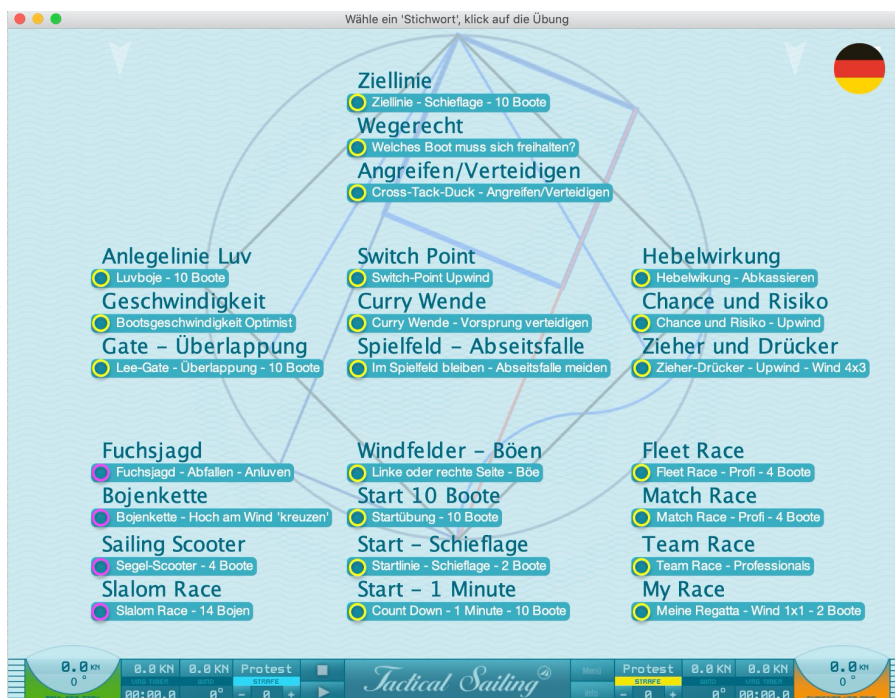 Wähle ein 'Stichwort', klick auf die Übung
Ziellinie
Ziellinie - Schieflage - 10 Boote
Wegerecht
Welches Boot muss sich freihalten?
Angreifen/Verteidigen
Cross-Tack-Duck - Angreifen/Verteidigen
Anlegelinie Luv
Luvboje - 10 Boote
Geschwindigkeit
Bootsgeschwindigkeit Optimist
Gate – Überlappung
Lee-Gate - Überlappung - 10 Boote
Switch Point
Switch-Point Upwind
Curry Wende
Curry Wende - Vorsprung verteidigen
Spielfeld – Abseitsfalle
Im Spielfeld bleiben - Abseitsfalle meiden
Hebelwirkung
Hebelwikung - Abkassieren
Chance und Risiko
Chance und Risiko - Upwind
Zieher und Drücker
Zieher-Drücker - Upwind - Wind 4x3
Fuchsjagd
Fuchsjagd - Abfallen - Anluven
Bojenkette
Bojenkette - Hoch am Wind 'kreuzen'
Sailing Scooter
Segel-Scooter - 4 Boote
Slalom Race
Slalom Race - 14 Bojen
Windfelder – Böen
Linke oder rechte Seite - Böe
Start 10 Boote
Startübung - 10 Boote
Start – Schieflage
Startlinie - Schieflage - 2 Boote
Start – 1 Minute
Count Down - 1 Minute - 10 Boote
Fleet Race
Fleet Race - Profi - 4 Boote
Match Race
Match Race - Profi - 4 Boote
Team Race
Team Race - Professionals
My Race
Meine Regatta - Wind 1x1 - 2 Boote
0.0 KN 0.0 KN 0.0 KN Protest Menü Protest 0.0 KN 0.0 KN 0.0 KN
0° VMG TIMER WIND STRAFE Tactical Sailing ® STRAFE VMG TIMER WIND 0°
00:00.0 0° - 0 + Info - 0 + 0° 00:00.0